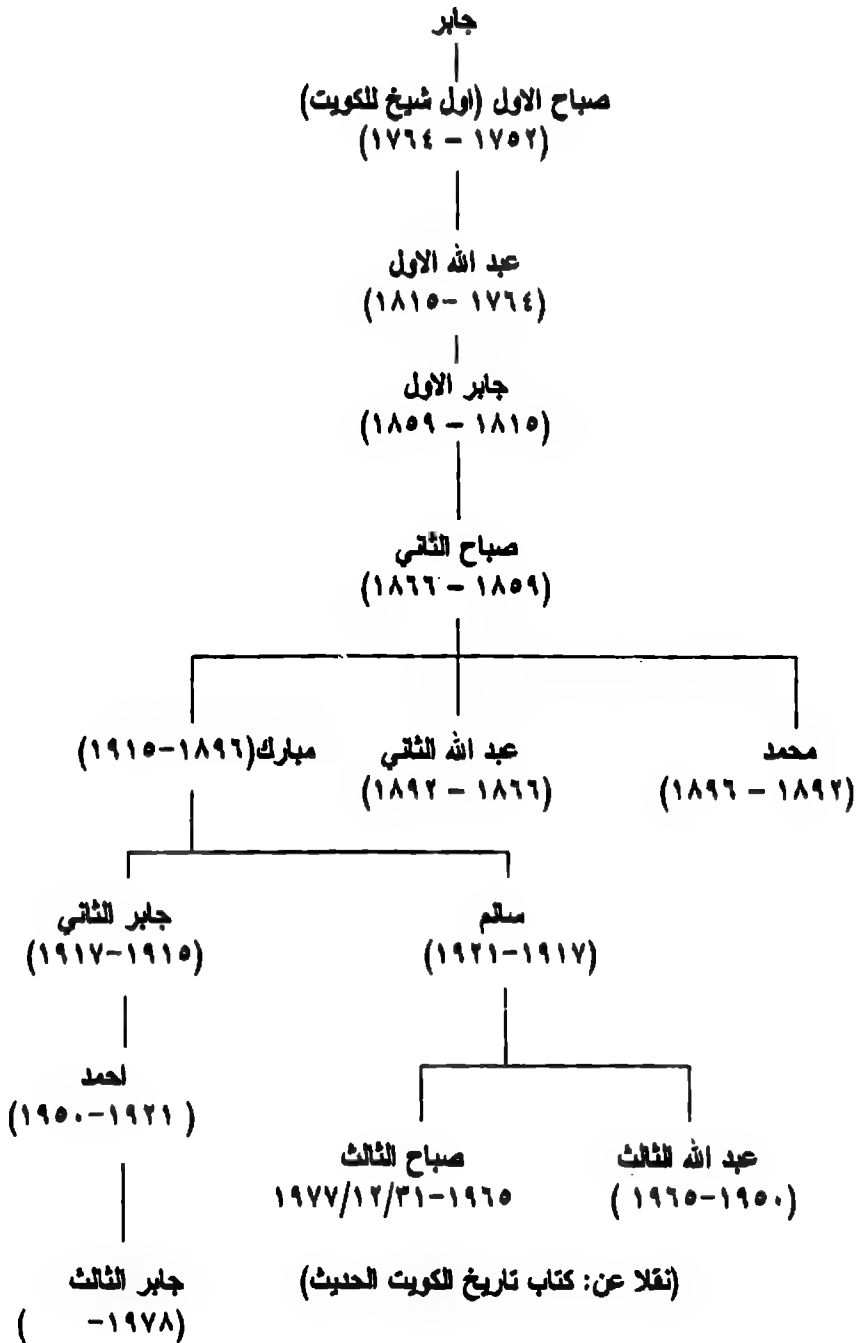 جابر
صباح الاول (اول شيخ للكويت)
(١٧٥٢ – ١٧٦٤)
عبد الله الاول
(١٧٦٤ -١٨١٥)
جابر الاول
(١٨١٥ – ١٨٥٩)
صباح الثاني
(١٨٥٩ – ١٨٦٦)
محمد
(١٨٩٢ – ١٨٩٦)
عبد الله الثاني
(١٨٦٦ – ١٨٩٢)
مبارك(١٨٩٦-١٩١٥)
سالم
(١٩١٧-١٩٢١)
جابر الثاني
(١٩١٥-١٩١٧)
احمد
(١٩٢١-١٩٥٠)
عبد الله الثالث
(١٩٥٠-١٩٦٥ )
صباح الثالث
١٩٦٥-١٩٧٧/١٢/٣١
(نقلا عن: كتاب تاريخ الكويت الحديث)
جابر الثالث
(١٩٧٨- )